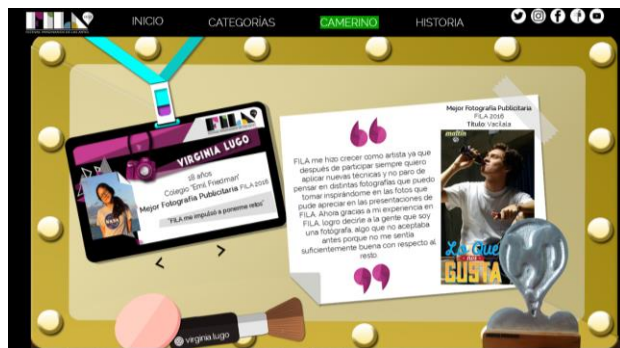 FILA
INICIO
CATEGORÍAS
CAMERINO
HISTORIA
FILA
VIRGINIA LUGO
18 años
Colegio "Emil Friedman"
Mejor Fotografía Publicitaria FILA 2016
"FILA me impulsó a ponerme retos"
FILA me hizo crecer como artista ya que
después de participar siempre quiero
aplicar nuevas técnicas y no paro de
pensar en distintas fotografías que puedo
tomar inspirándome en las fotos que
pude apreciar en las presentaciones de
FILA. Ahora gracias a mi experiencia en
FILA, logro decirle a la gente que soy
una fotógrafa, algo que no aceptaba
antes porque no me sentía
suficientemente buena con respecto al
resto.
Mejor Fotografía Publicitaria
FILA 2016
Título: Vacílala
maltín
Lo Que
GUSTA
virginia lugo